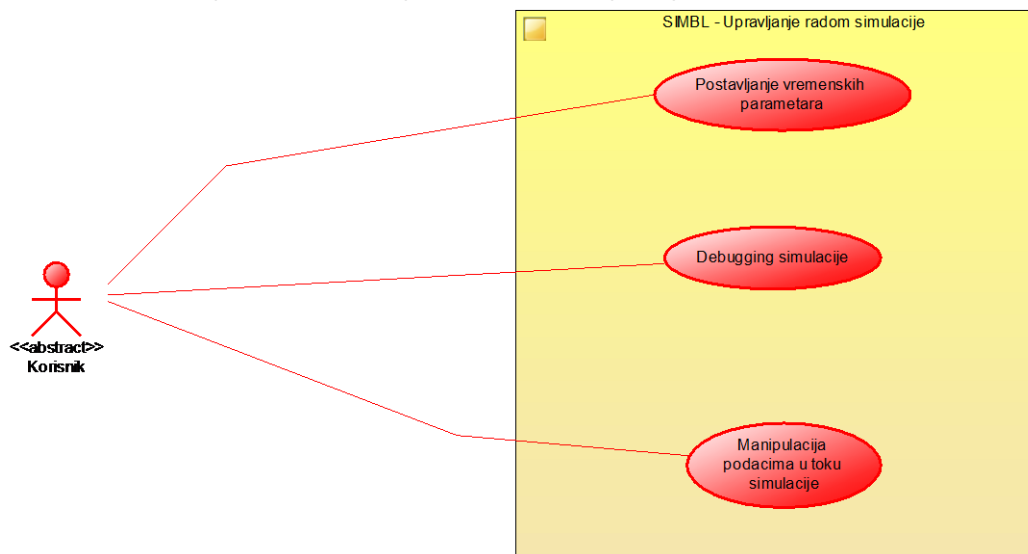 SIMBL - Upravljanje radom simulacije
Postavljanje vremenskih
parametara
Debugging simulacije
<<abstract>>
Korisnik
Manipulacija
podacima u toku
simulacije